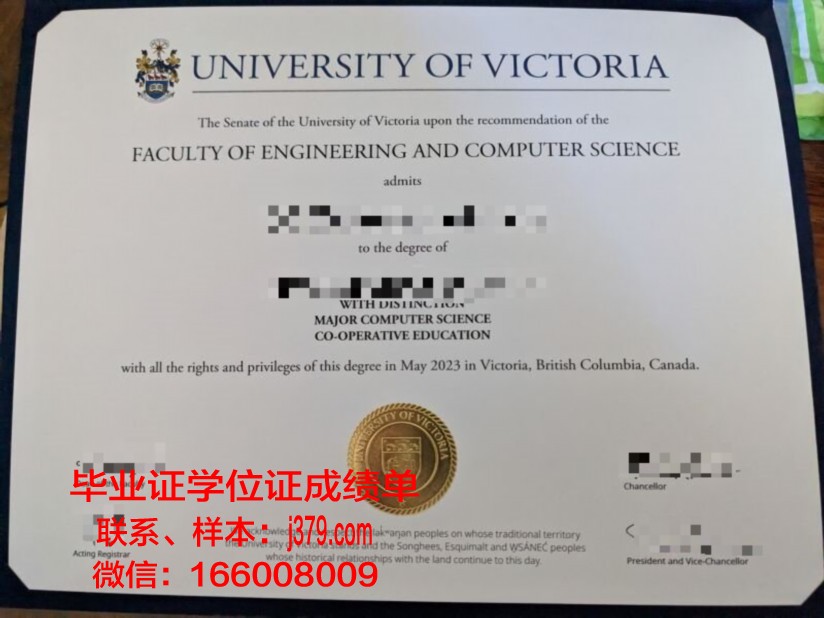 UNIVERSITY OF VICTORIA
The Senate of the University of Victoria upon the recommendation of the
FACULTY OF ENGINEERING AND COMPUTER SCIENCE
admits
to the degree of
WITH DISTINCTION
MAJOR COMPUTER SCIENCE
CO-OPERATIVE EDUCATION
with all the rights and privileges of this degree in May 2023 in Victoria, British Columbia, Canada.
UNIVERSITY OF VICTORIA
毕业证学位证成绩单
Chancellor
联系、样本：j379.com
peoples on whose traditional territory
and the Songhees, Esquimalt and W̱SÁNEĆ peoples
whose historical relationships with the land continue to this day.
Acting Registrar
President and Vice-Chancellor
微信：166008009